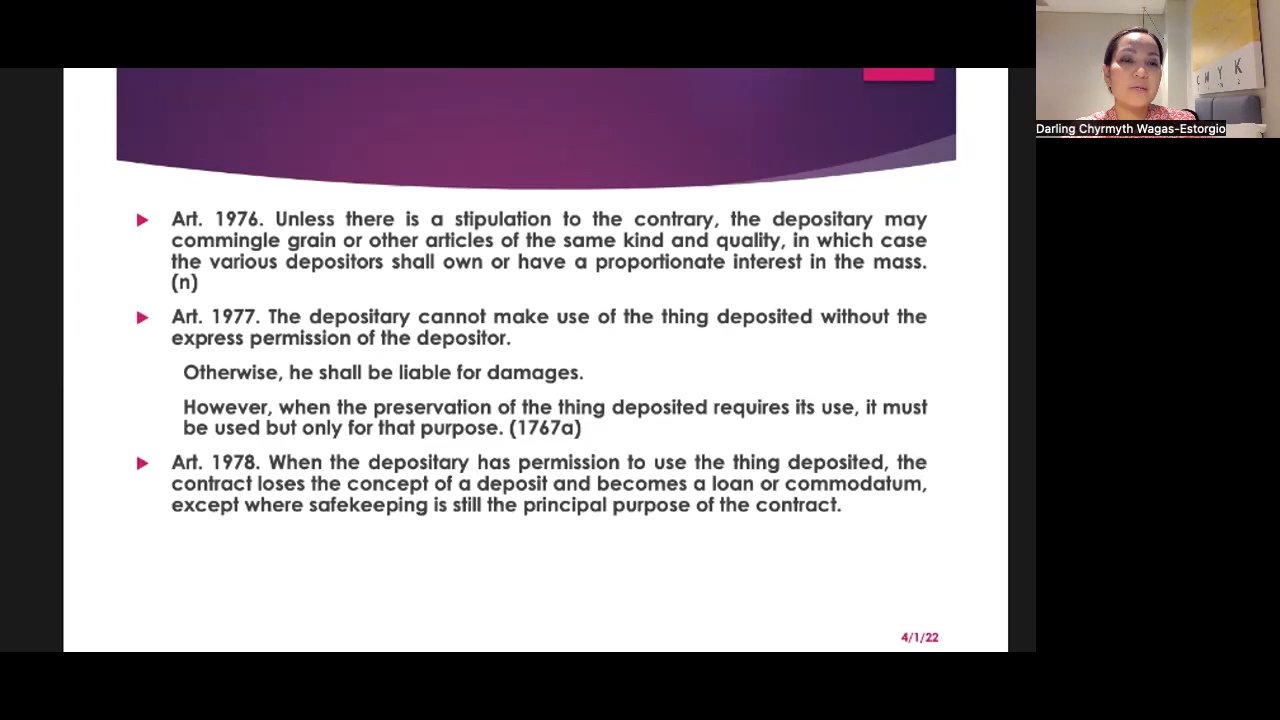 Art. 1976. Unless there is a stipulation to the contrary, the depositary may
commingle grain or other articles of the same kind and quality, in which case
the various depositors shall own or have a proportionate interest in the mass.
(n)
Art. 1977. The depositary cannot make use of the thing deposited without the
express permission of the depositor.
Otherwise, he shall be liable for damages.
However, when the preservation of the thing deposited requires its use, it must
be used but only for that purpose. (1767a)
Art. 1978. When the depositary has permission to use the thing deposited, the
contract loses the concept of a deposit and becomes a loan or commodatum,
except where safekeeping is still the principal purpose of the contract.
4/1/22
C M Y K
Darling Chyrmyth Wagas-Estorgio